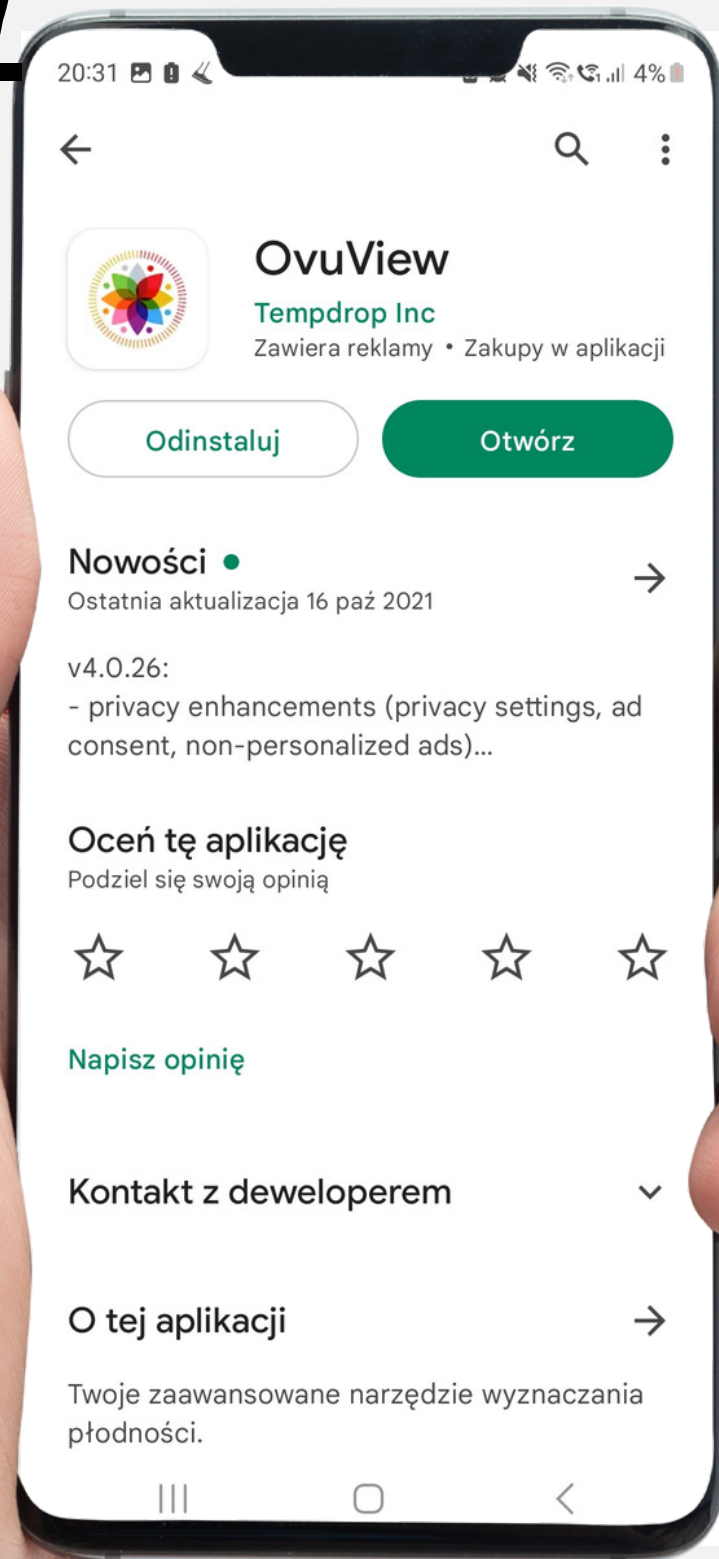 20:31
4%
OvuView
Tempdrop Inc
Zawiera reklamy • Zakupy w aplikacji
Odinstaluj
Otwórz
Nowości
Ostatnia aktualizacja 16 paź 2021
v4.0.26:
- privacy enhancements (privacy settings, ad
consent, non-personalized ads)...
Oceń tę aplikację
Podziel się swoją opinią
Napisz opinię
Kontakt z deweloperem
O tej aplikacji
Twoje zaawansowane narzędzie wyznaczania
płodności.